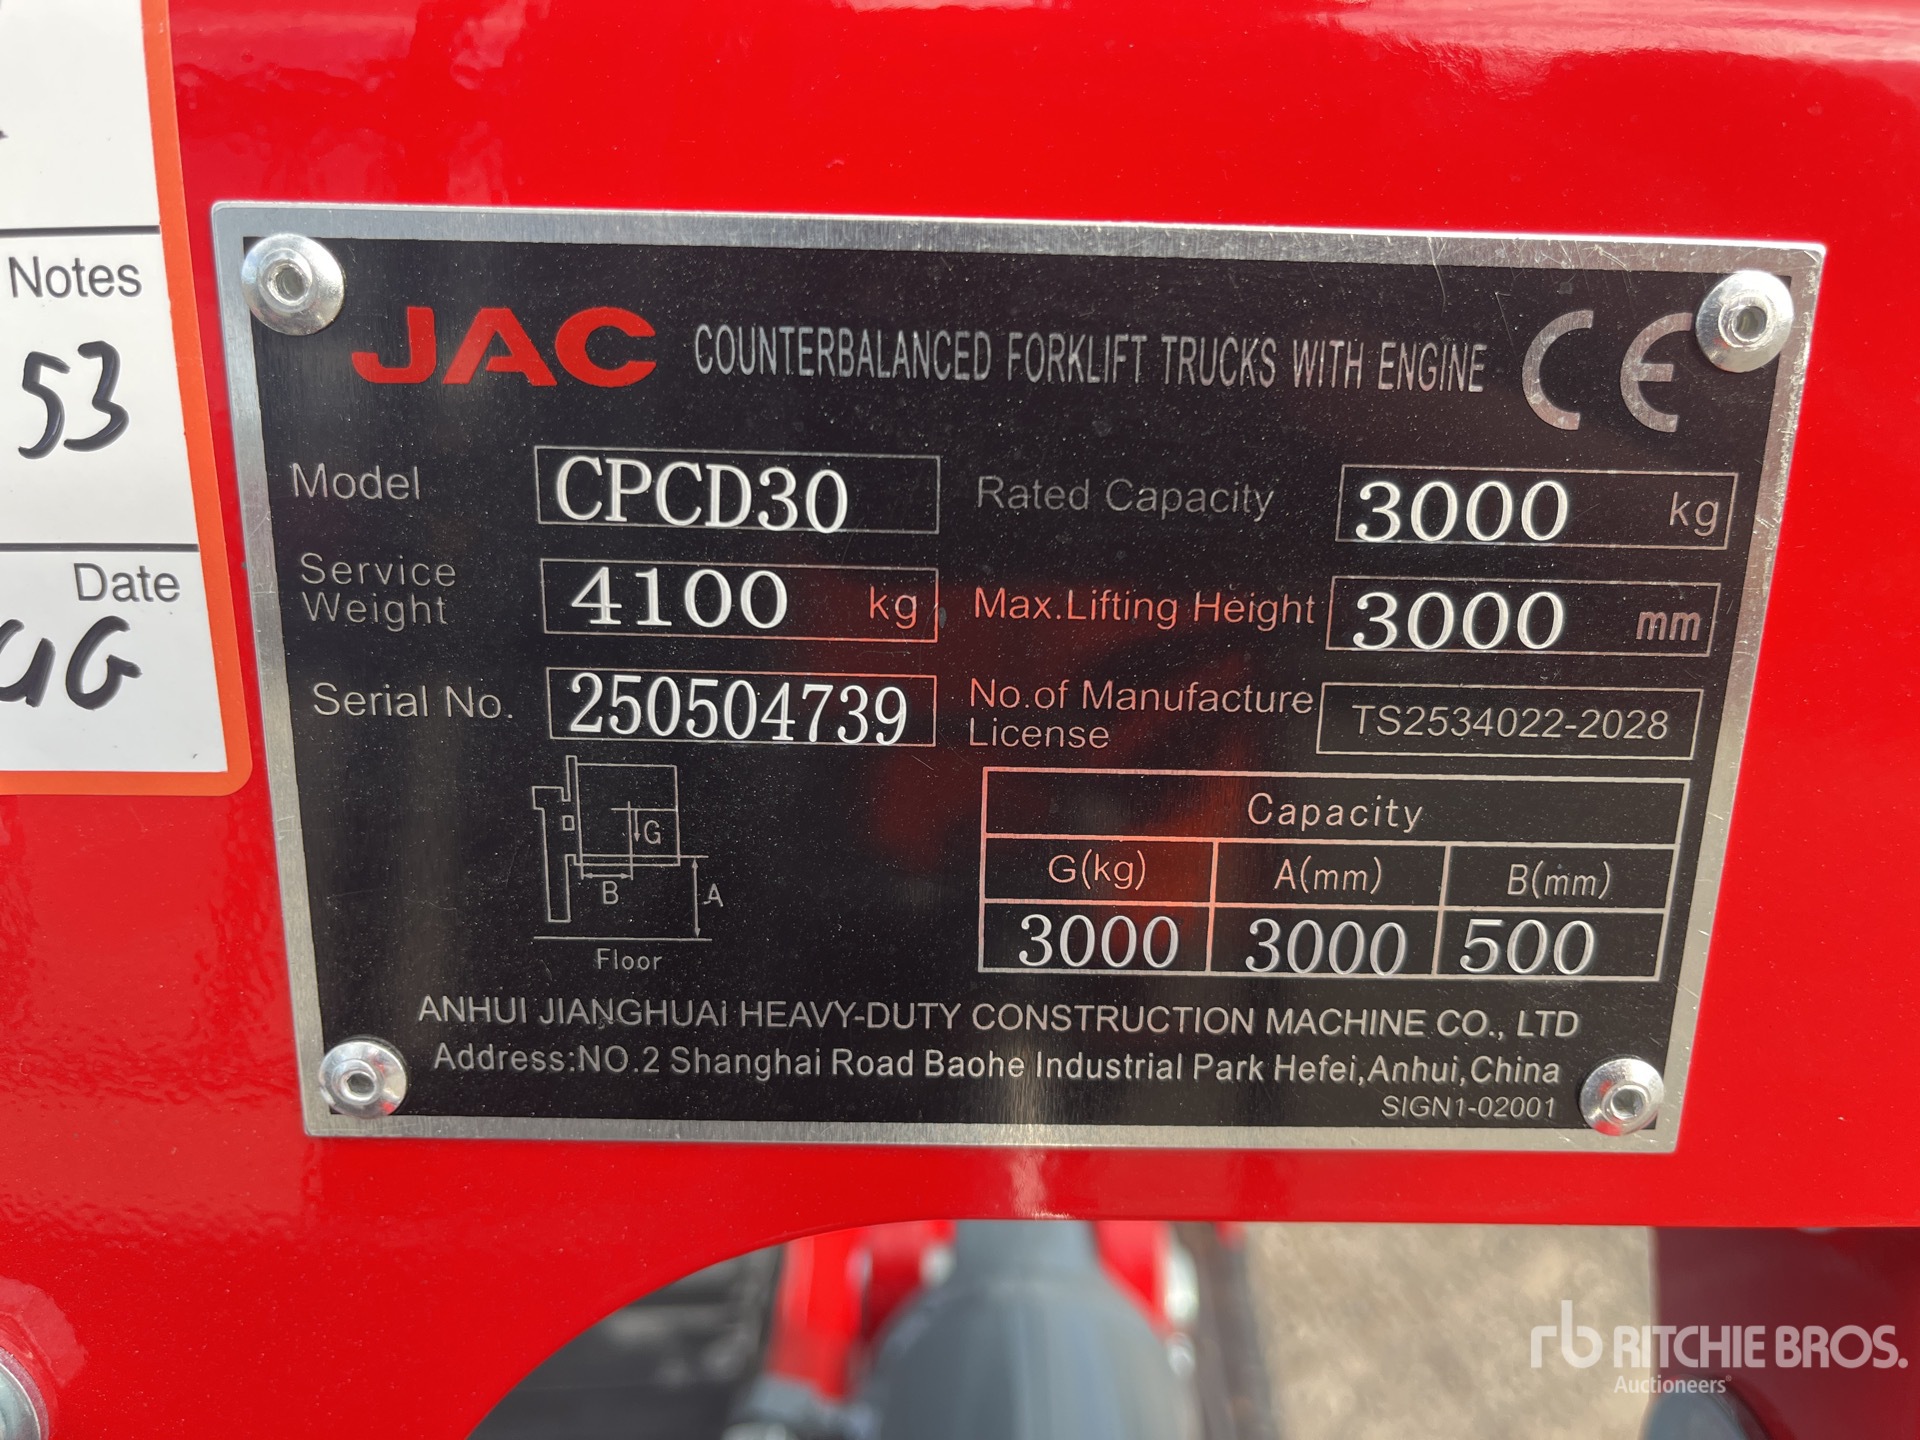 Notes
53
Date
JAC COUNTERBALANCED FORKLIFT TRUCKS WITH ENGINE CE
Model CPCD30 Rated Capacity 3000 kg
Service Weight 4100 kg Max.Lifting Height 3000 mm
Serial No. 250504739 No.of Manufacture License TS2534022-2028
G
B
A
Floor
Capacity
G(kg) A(mm) B(mm)
3000 3000 500
ANHUI JIANGHUAi HEAVY-DUTY CONSTRUCTION MACHINE CO., LTD
Address:NO.2 Shanghai Road Baohe Industrial Park Hefei,Anhui,China
SIGN1-02001
rb RITCHIE BROS.
Auctioneers